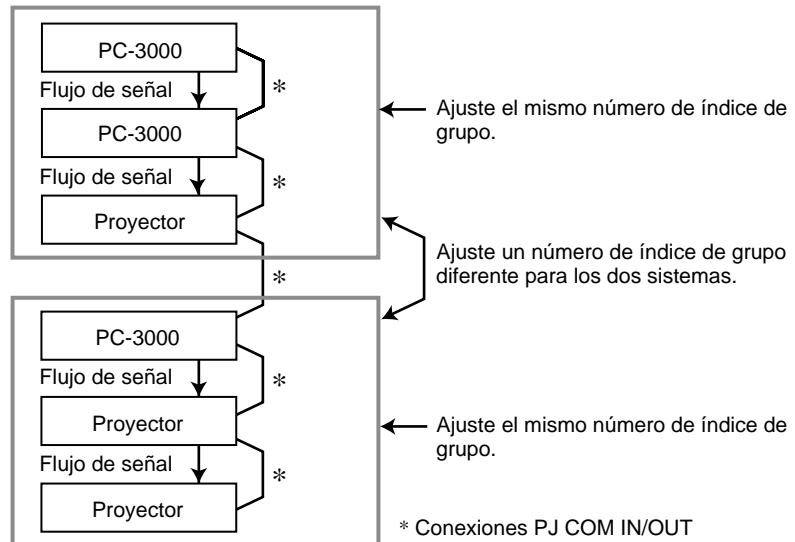 PC-3000
Flujo de señal
*
PC-3000
Ajuste el mismo número de índice de
grupo.
Flujo de señal
*
Proyector
Ajuste un número de índice de grupo
diferente para los dos sistemas.
*
PC-3000
Flujo de señal
*
Proyector
Ajuste el mismo número de índice de
grupo.
Flujo de señal
*
Proyector
* Conexiones PJ COM IN/OUT